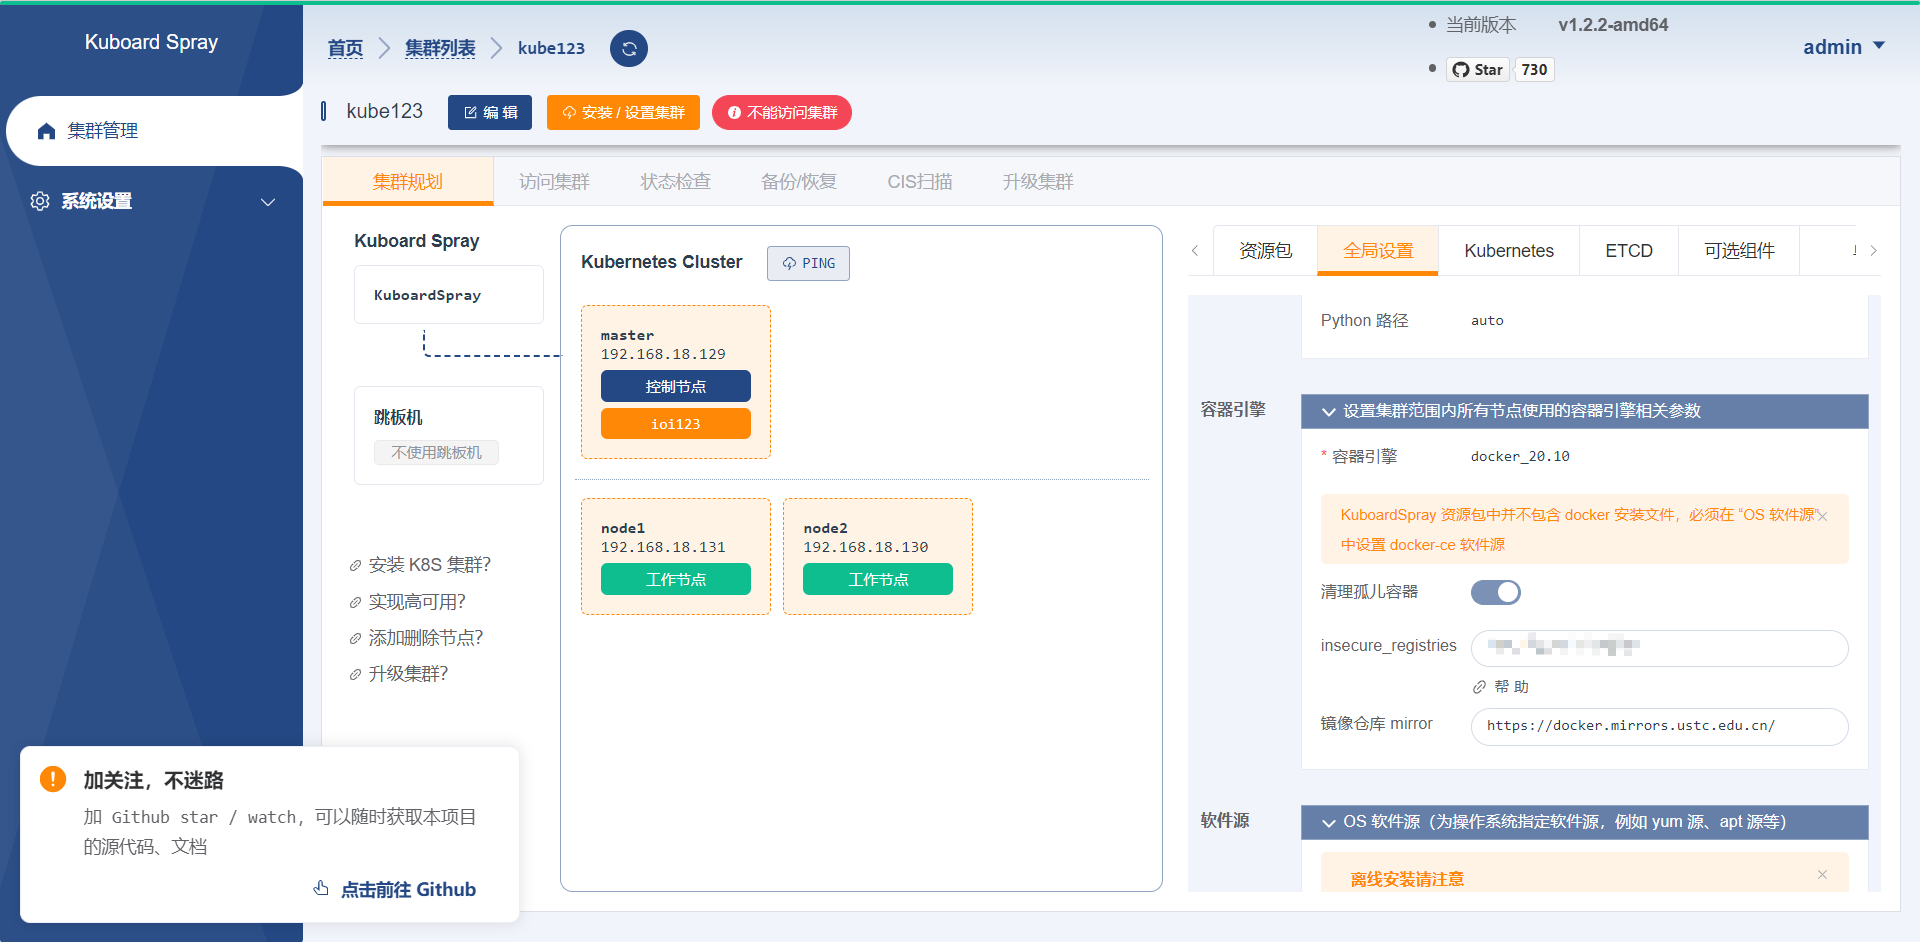 Kuboard Spray
集群管理
系统设置
首页
集群列表
kube123
当前版本
v1.2.2-amd64
Star
730
admin
kube123
编 辑
安装 / 设置集群
不能访问集群
集群规划
访问集群
状态检查
备份/恢复
CIS扫描
升级集群
Kuboard Spray
KuboardSpray
跳板机
不使用跳板机
安装 K8S 集群?
实现高可用?
添加删除节点?
升级集群?
Kubernetes Cluster
PING
master
192.168.18.129
控制节点
ioi123
node1
192.168.18.131
工作节点
node2
192.168.18.130
工作节点
资源包
全局设置
Kubernetes
ETCD
可选组件
Python 路径
auto
容器引擎
设置集群范围内所有节点使用的容器引擎相关参数
* 容器引擎
docker_20.10
KuboardSpray 资源包中并不包含 docker 安装文件，必须在 “OS 软件源”
中设置 docker-ce 软件源
清理孤儿容器
insecure_registries
帮 助
镜像仓库 mirror
https://docker.mirrors.ustc.edu.cn/
软件源
OS 软件源（为操作系统指定软件源，例如 yum 源、apt 源等）
离线安装请注意
加关注，不迷路
加 Github star / watch，可以随时获取本项目
的源代码、文档
点击前往 Github